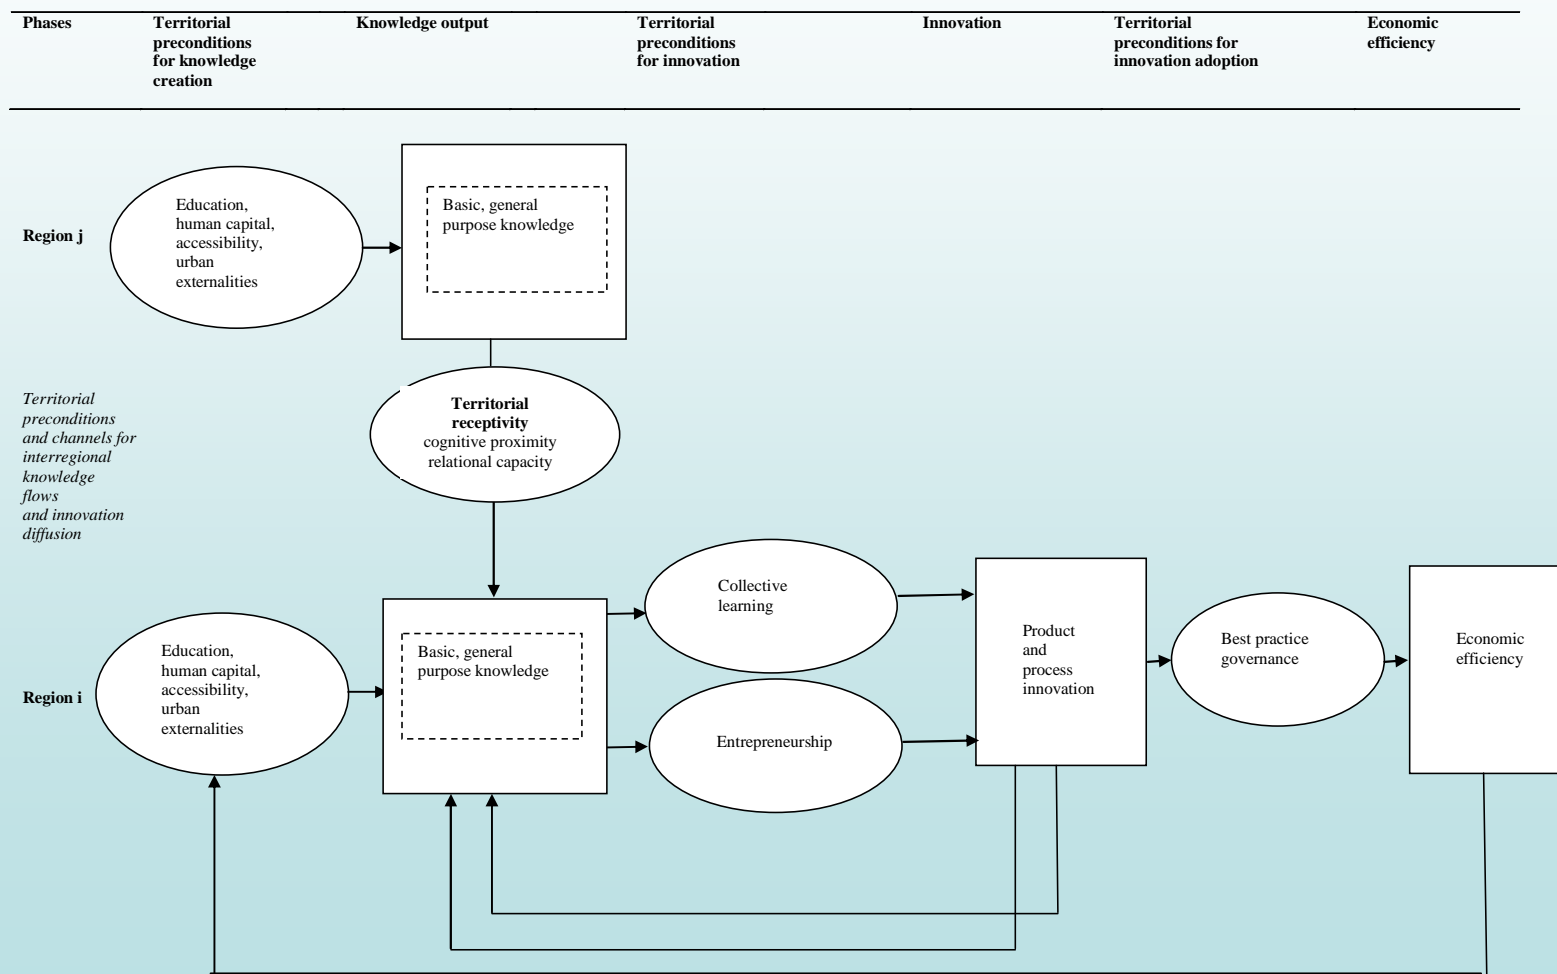 Phases
Territorial
preconditions
for knowledge
creation
Knowledge output
Territorial
preconditions
for innovation
Innovation
Territorial
preconditions for
innovation adoption
Economic
efficiency
Region j
Education,
human capital,
accessibility,
urban
externalities
Basic, general
purpose knowledge
Territorial
preconditions
and channels for
interregional
knowledge
flows
and innovation
diffusion
Territorial
receptivity
cognitive proximity
relational capacity
Region i
Education,
human capital,
accessibility,
urban
externalities
Basic, general
purpose knowledge
Collective
learning
Entrepreneurship
Product
and
process
innovation
Best practice
governance
Economic
efficiency